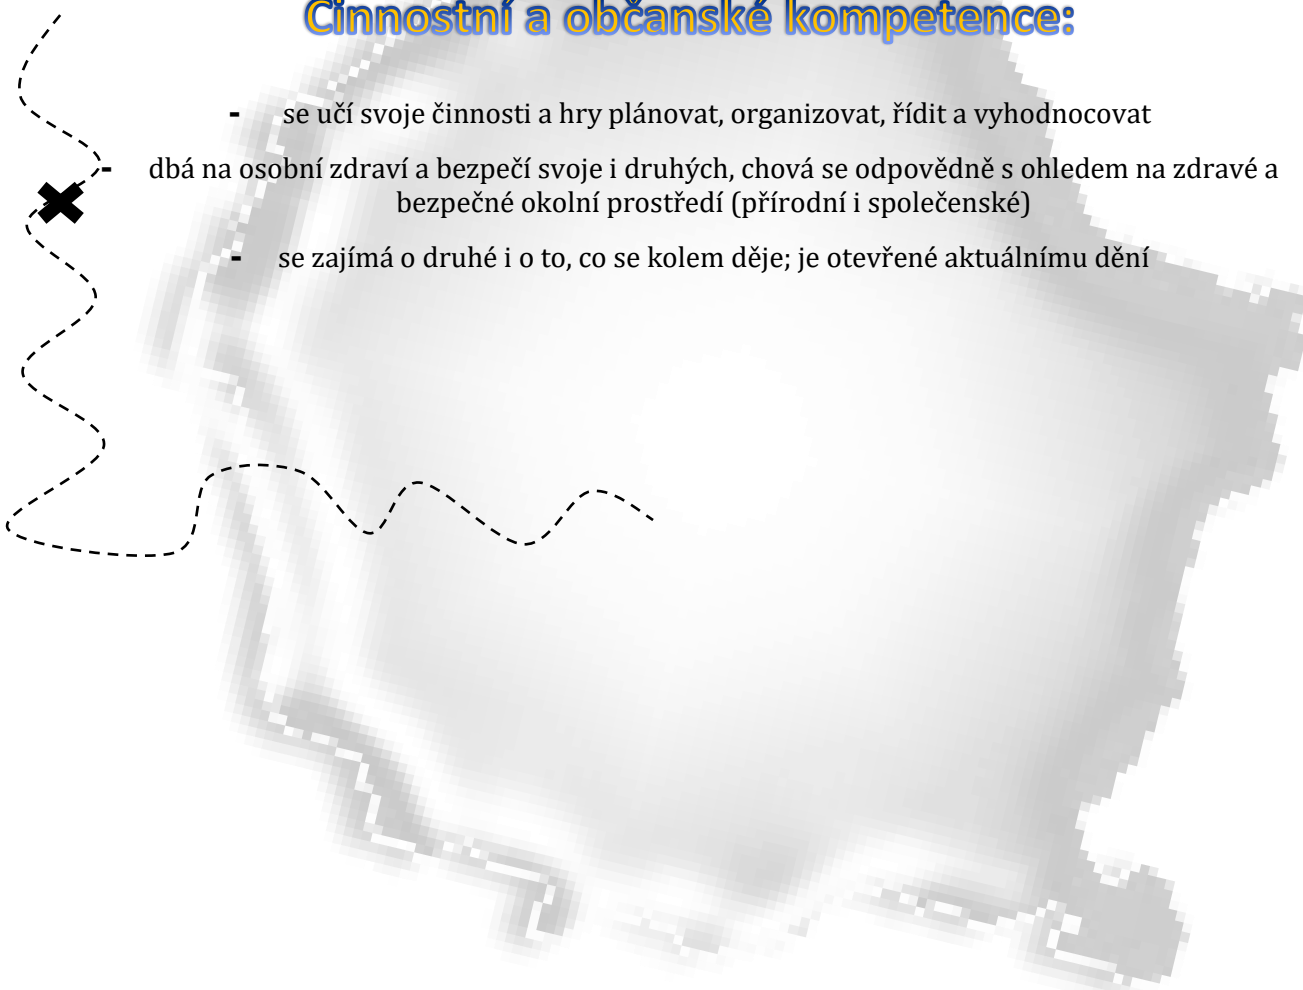 Činnostní a občanské kompetence:
- se učí svoje činnosti a hry plánovat, organizovat, řídit a vyhodnocovat
- dbá na osobní zdraví a bezpečí svoje i druhých, chová se odpovědně s ohledem na zdravé a
bezpečné okolní prostředí (přírodní i společenské)
- se zajímá o druhé i o to, co se kolem děje; je otevřené aktuálnímu dění